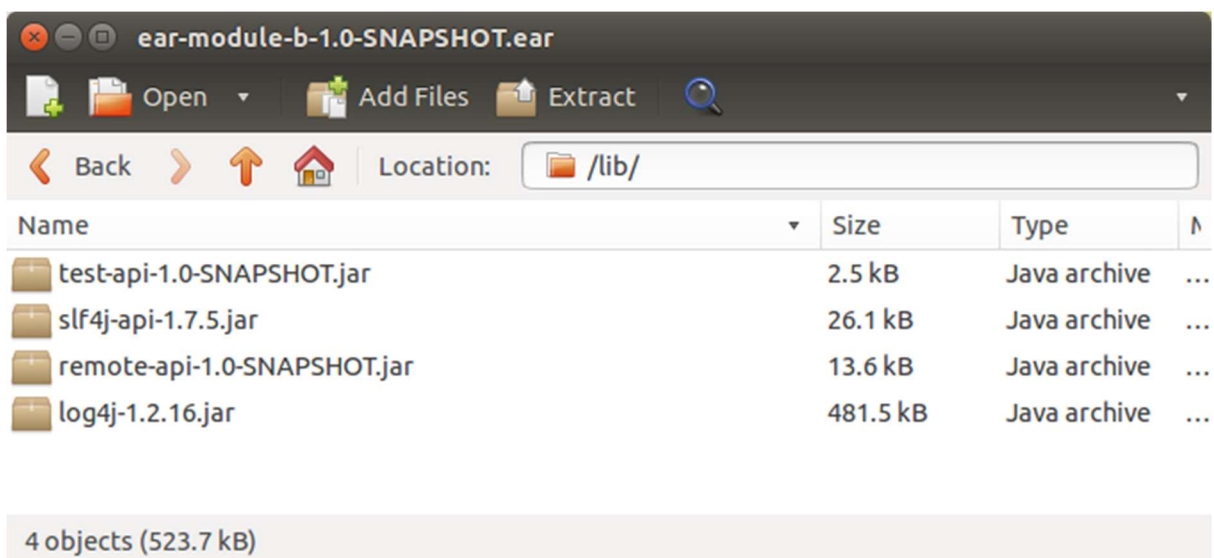 ear-module-b-1.0-SNAPSHOT.ear
Open Add Files Extract
Back Location: /lib/
Name Size Type
test-api-1.0-SNAPSHOT.jar 2.5 kB Java archive ...
slf4j-api-1.7.5.jar 26.1 kB Java archive ...
remote-api-1.0-SNAPSHOT.jar 13.6 kB Java archive ...
log4j-1.2.16.jar 481.5 kB Java archive ...
4 objects (523.7 kB)